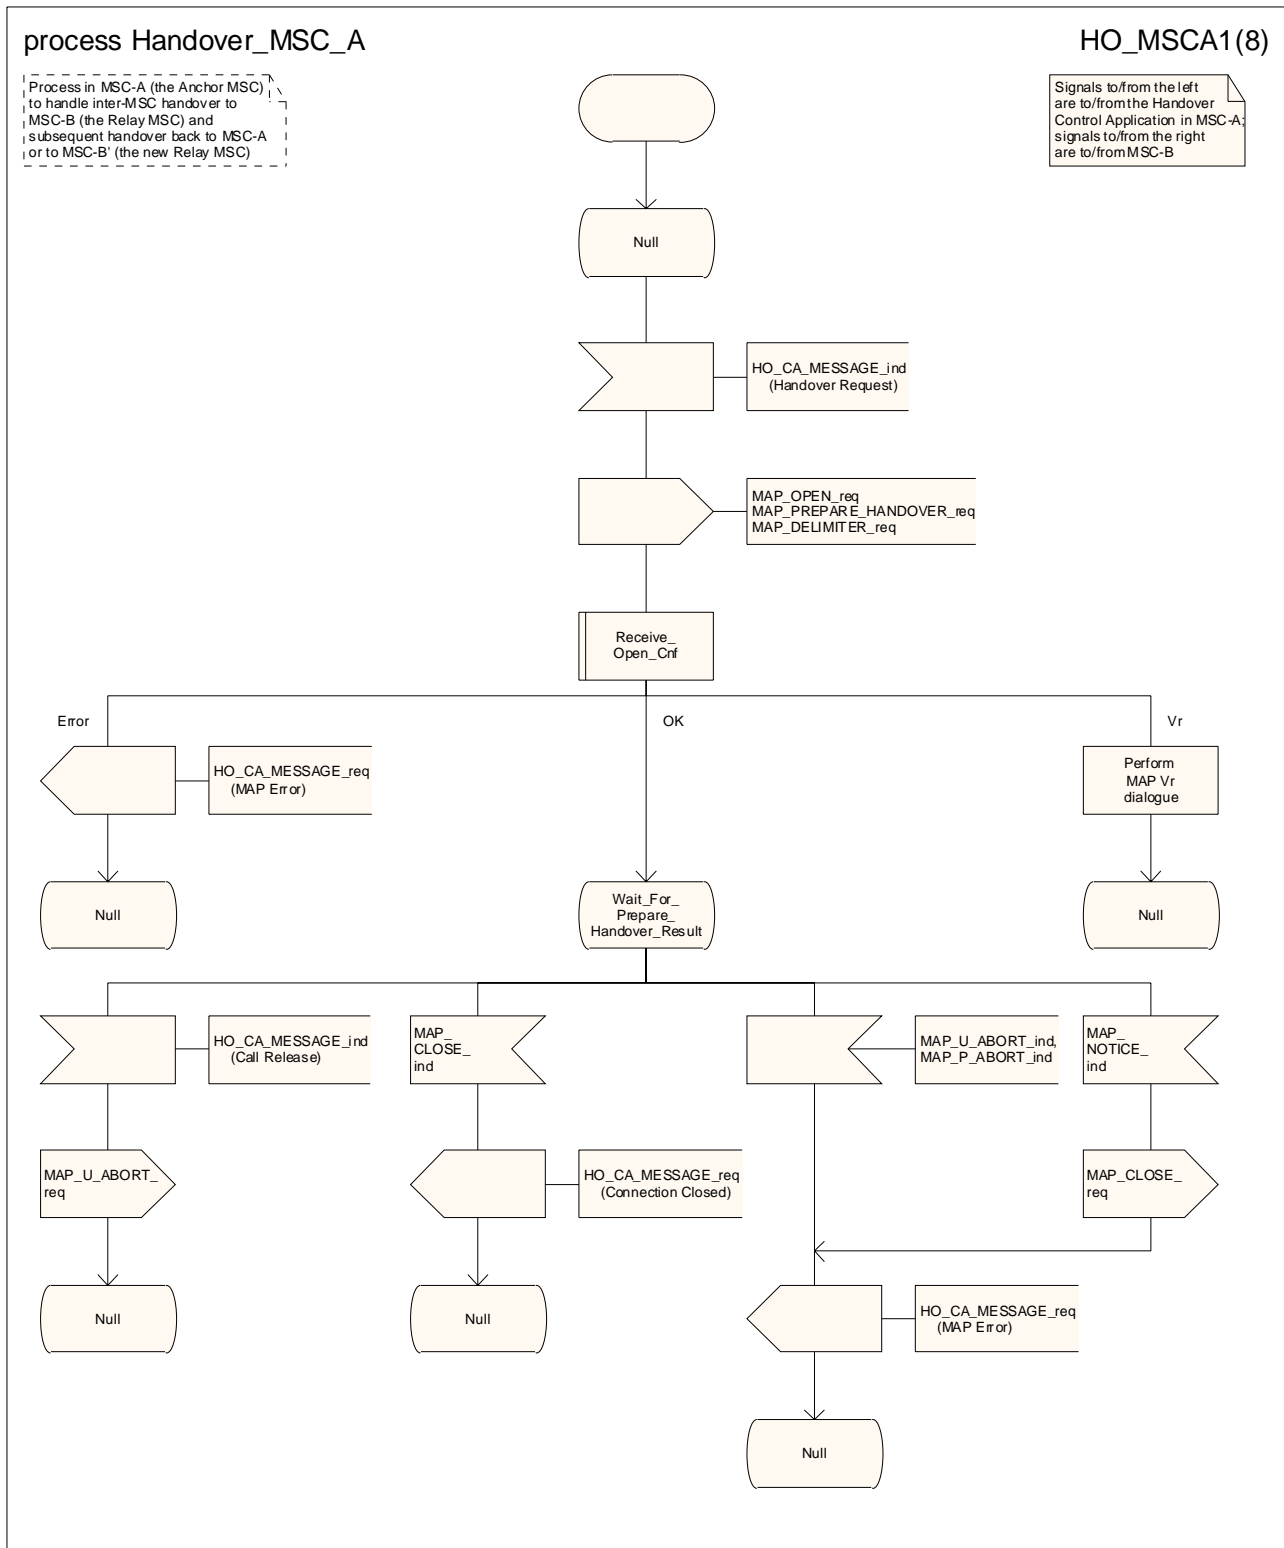 process Handover_MSC_A
HO_MSCA1(8)
Process in MSC-A (the Anchor MSC)
to handle inter-MSC handover to
MSC-B (the Relay MSC) and
subsequent handover back to MSC-A
or to MSC-B' (the new Relay MSC)
Signals to/from the left
are to/from the Handover
Control Application in MSC-A;
signals to/from the right
are to/from MSC-B
Null
HO_CA_MESSAGE_ind
(Handover Request)
MAP_OPEN_req
MAP_PREPARE_HANDOVER_req
MAP_DELIMITER_req
Receive_
Open_Cnf
Error
OK
Vr
HO_CA_MESSAGE_req
(MAP Error)
Perform
MAP Vr
dialogue
Null
Wait_For_
Prepare_
Handover_Result
Null
HO_CA_MESSAGE_ind
(Call Release)
MAP_
CLOSE_
ind
MAP_U_ABORT_ind,
MAP_P_ABORT_ind
MAP_
NOTICE_
ind
MAP_U_ABORT_
req
HO_CA_MESSAGE_req
(Connection Closed)
MAP_CLOSE_
req
Null
Null
HO_CA_MESSAGE_req
(MAP Error)
Null